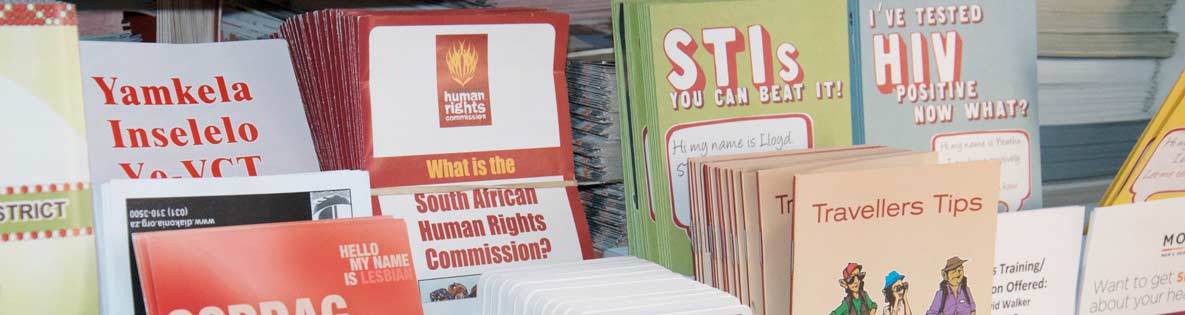 STRICT
Yamkela
Inselelo
Yo-VCT
www.diakonia.org.za
(031) 310-3500
HELLO
MY NAME
IS LESBIAN
human
rights
COMMISSION
What is the
South African
Human Rights
Commission?
STIs
YOU CAN BEAT IT!
Hi my name is Lloyd.
I'VE TESTED
HIV
POSITIVE
NOW WHAT?
Hi my name is
Travellers Tips
Training/
Offered:
Walker
Want to get
about your